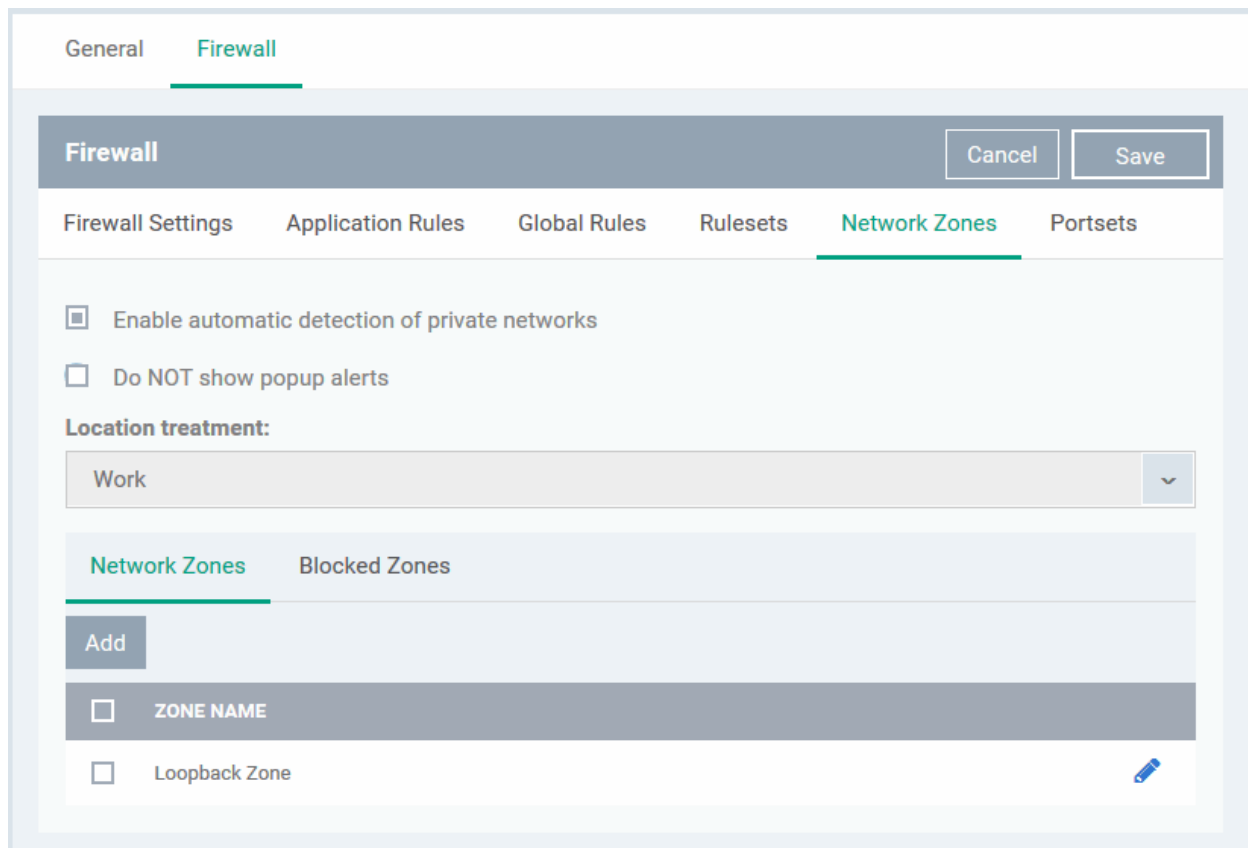 General Firewall
Firewall Cancel Save
Firewall Settings Application Rules Global Rules Rulesets Network Zones Portsets
Enable automatic detection of private networks
Do NOT show popup alerts
Location treatment:
Work
Network Zones Blocked Zones
Add
ZONE NAME
Loopback Zone